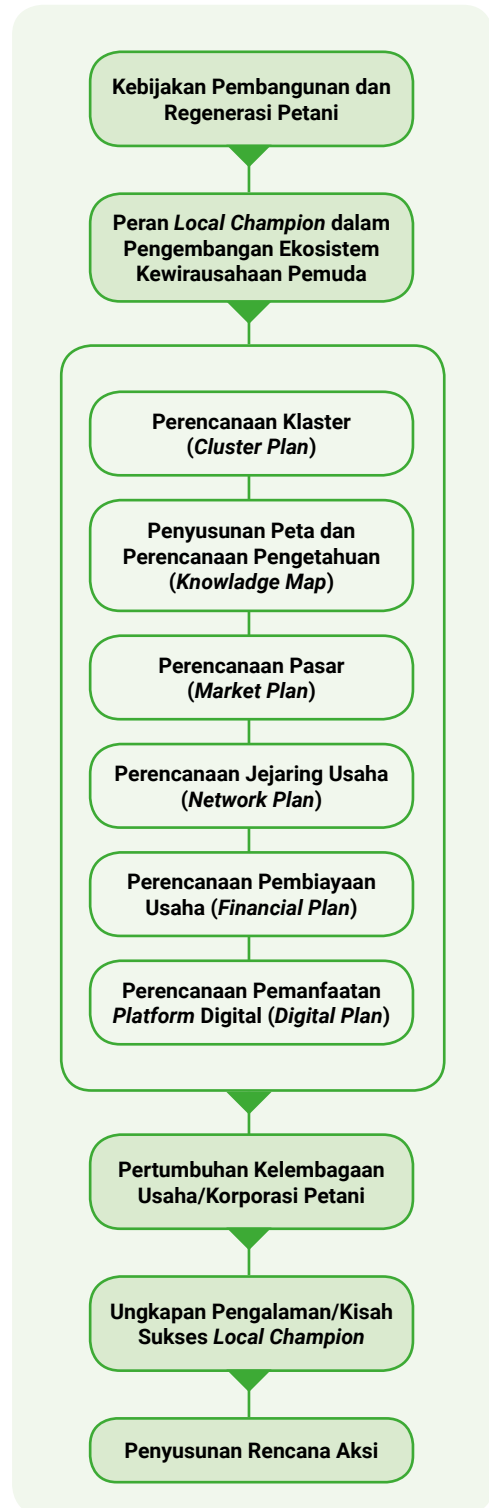 Kebijakan Pembangunan dan
Regenerasi Petani
Peran Local Champion dalam
Pengembangan Ekosistem
Kewirausahaan Pemuda
Perencanaan Klaster
(Cluster Plan)
Penyusunan Peta dan
Perencanaan Pengetahuan
(Knowladge Map)
Perencanaan Pasar
(Market Plan)
Perencanaan Jejaring Usaha
(Network Plan)
Perencanaan Pembiayaan
Usaha (Financial Plan)
Perencanaan Pemanfaatan
Platform Digital (Digital Plan)
Pertumbuhan Kelembagaan
Usaha/Korporasi Petani
Ungkapan Pengalaman/Kisah
Sukses Local Champion
Penyusunan Rencana Aksi